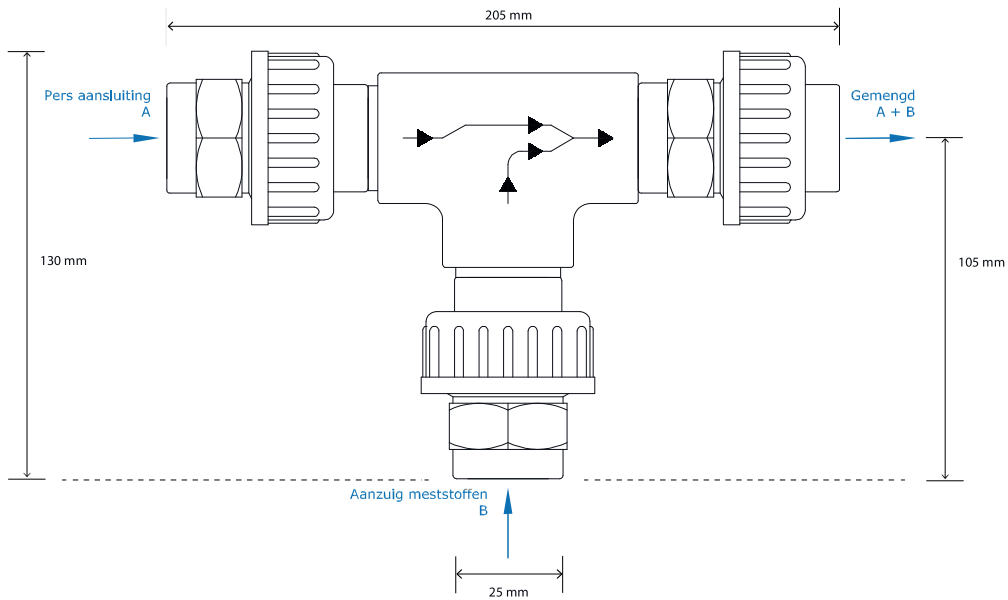 205 mm
Pers aansluiting
A
Gemengd
A + B
130 mm
105 mm
Aanzuig meststoffen
B
25 mm